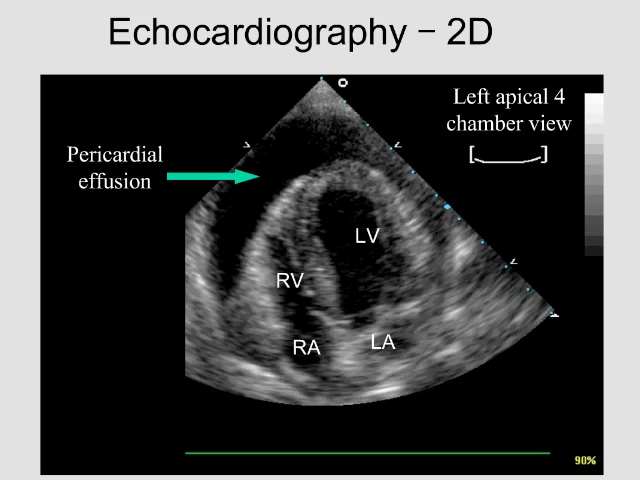 Echocardiography – 2D
Left apical 4
chamber view
[ ]
Pericardial
effusion
LV
RV
RA
LA
90%